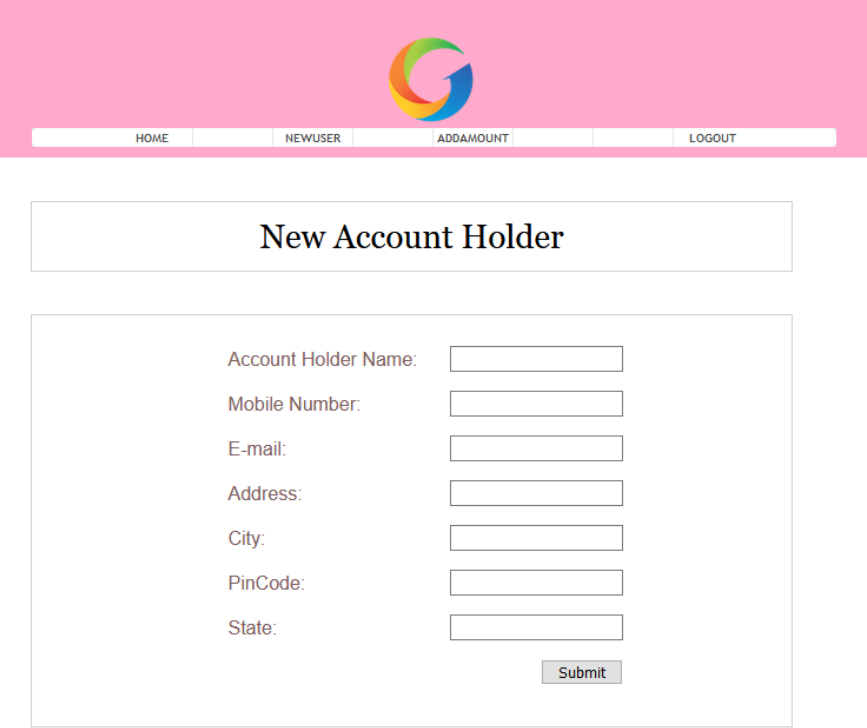 HOME NEWUSER ADDAMOUNT LOGOUT
New Account Holder
Account Holder Name:
Mobile Number:
E-mail:
Address:
City:
PinCode:
State:
Submit